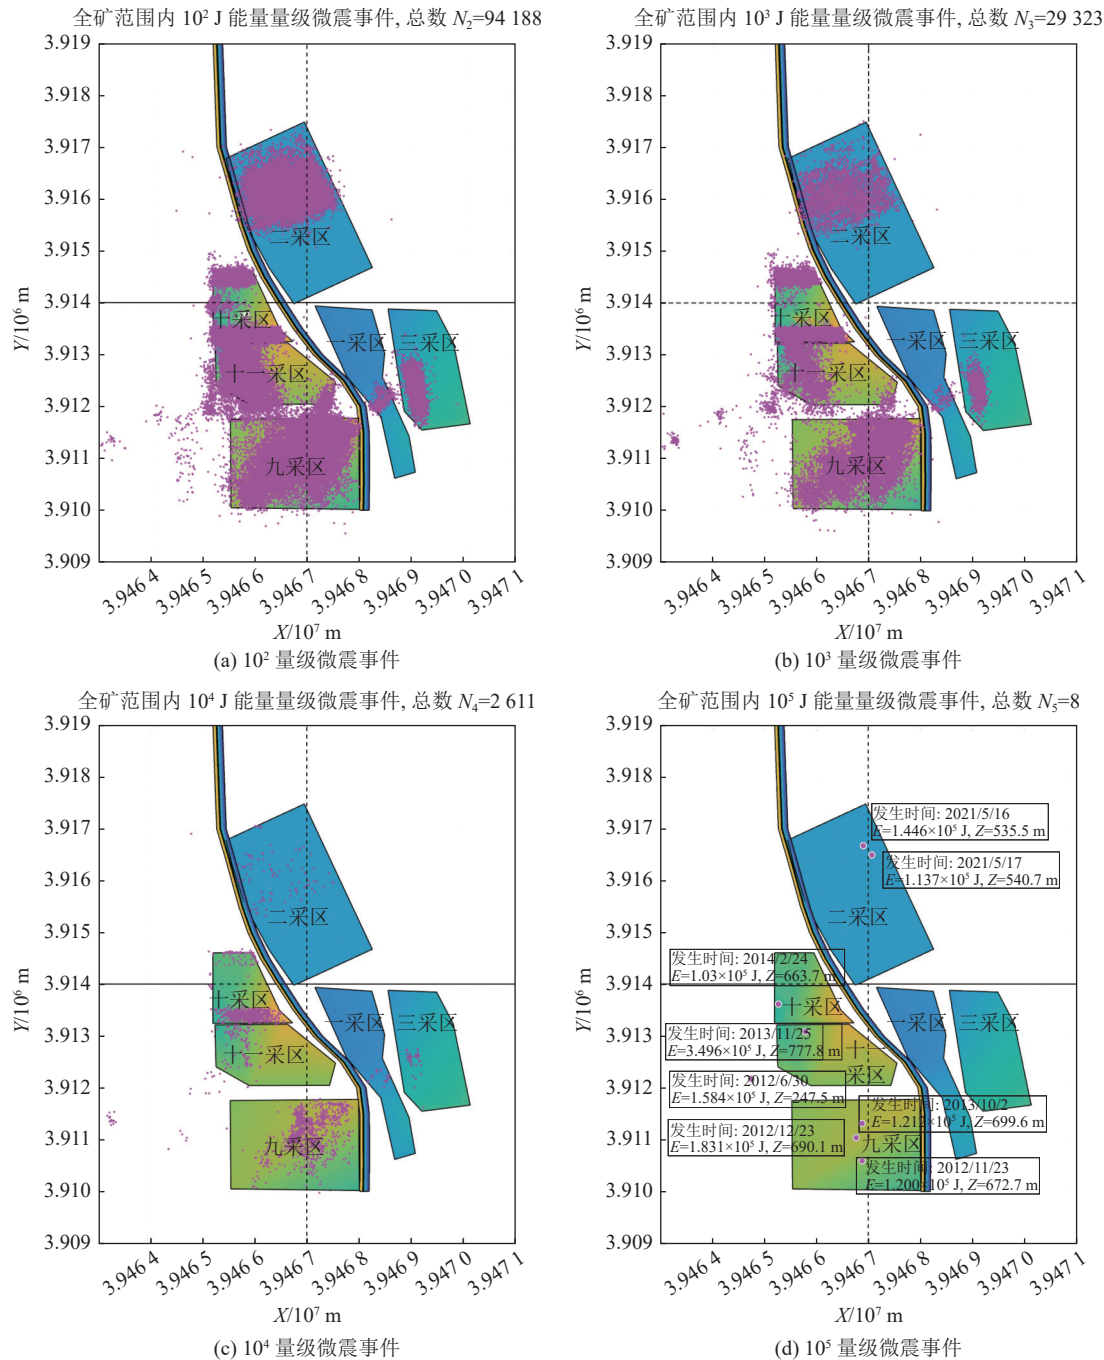 全矿范围内 10² J 能量量级微震事件, 总数 N₂=94 188
3.919
3.918
3.917
3.916
3.915
3.914
3.913
3.912
3.911
3.910
3.909
Y/10⁶ m
二采区
十采区
一采区
三采区
十一采区
九采区
3.946 4
3.946 5
3.946 6
3.946 7
3.946 8
3.946 9
3.947 0
3.947 1
X/10⁷ m
(a) 10² 量级微震事件
全矿范围内 10³ J 能量量级微震事件, 总数 N₃=29 323
3.919
3.918
3.917
3.916
3.915
3.914
3.913
3.912
3.911
3.910
3.909
Y/10⁶ m
二采区
十采区
一采区
三采区
十一采区
九采区
3.946 4
3.946 5
3.946 6
3.946 7
3.946 8
3.946 9
3.947 0
3.947 1
X/10⁷ m
(b) 10³ 量级微震事件
全矿范围内 10⁴ J 能量量级微震事件, 总数 N₄=2 611
3.919
3.918
3.917
3.916
3.915
3.914
3.913
3.912
3.911
3.910
3.909
Y/10⁶ m
二采区
十采区
一采区
三采区
十一采区
九采区
3.946 4
3.946 5
3.946 6
3.946 7
3.946 8
3.946 9
3.947 0
3.947 1
X/10⁷ m
(c) 10⁴ 量级微震事件
全矿范围内 10⁵ J 能量量级微震事件, 总数 N₅=8
3.919
3.918
3.917
3.916
3.915
3.914
3.913
3.912
3.911
3.910
3.909
Y/10⁶ m
发生时间: 2021/5/16
E=1.446×10⁵ J, Z=535.5 m
发生时间: 2021/5/17
E=1.137×10⁵ J, Z=540.7 m
二采区
发生时间: 2014/2/24
E=1.03×10⁵ J, Z=663.7 m
十采区
一采区
三采区
发生时间: 2013/11/25
E=3.496×10⁵ J, Z=777.8 m
十一
采区
发生时间: 2012/6/30
E=1.584×10⁵ J, Z=247.5 m
发生时间: 2013/10/2
E=1.212×10⁵ J, Z=699.6 m
发生时间: 2012/12/23
E=1.831×10⁵ J, Z=690.1 m
九采区
发生时间: 2012/11/23
E=1.200×10⁵ J, Z=672.7 m
3.946 4
3.946 5
3.946 6
3.946 7
3.946 8
3.946 9
3.947 0
3.947 1
X/10⁷ m
(d) 10⁵ 量级微震事件